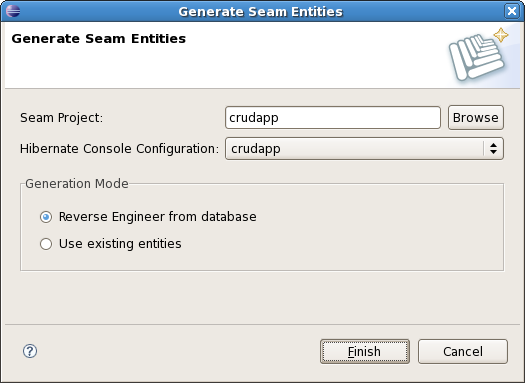 Generate Seam Entities
Generate Seam Entities
Seam Project: crudapp Browse
Hibernate Console Configuration: crudapp
Generation Mode
Reverse Engineer from database
Use existing entities
? Finish Cancel